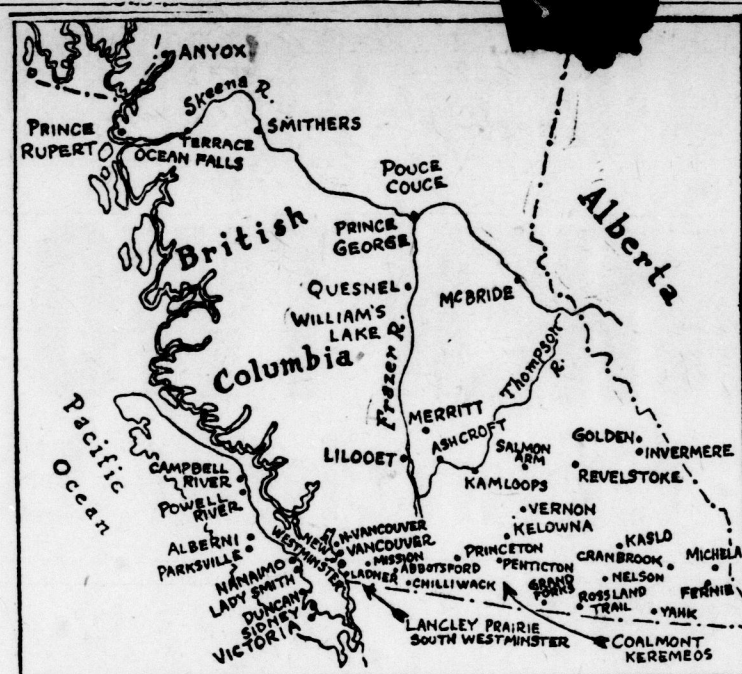 ANYOX
Skeena R.
PRINCE
RUPERT
TERRACE
OCEAN FALLS
SMITHERS
POUCE
COUCE
PRINCE
GEORGE
British
Columbia
Alberta
QUESNEL
WILLIAM'S
LAKE
McBRIDE
Frazer R.
Thompson
R.
Pacific
Ocean
MERRITT
ASHCROFT
LILOOET
SALMON
ARM
KAMLOOPS
GOLDEN
INVERMERE
REVELSTOKE
CAMPBELL
RIVER
POWELL
RIVER
ALBERNI
PARKSVILLE
NANAIMO
LADY SMITH
DUNCAN
SIDNEY
VICTORIA
N-VANCOUVER
VANCOUVER
NEW
WESTMINSTER
MISSION
LADNER
ABBOTSFORD
CHILLIWACK
VERNON
KELOWNA
PRINCETON
PENTICTON
KASLO
CRANBROOK
NELSON
MICHELA
FERNIE
GRAND
FORKS
ROSSLAND
TRAIL
YAHK
LANGLEY PRAIRIE
SOUTH WESTMINSTER
COALMONT
KEREMEOS